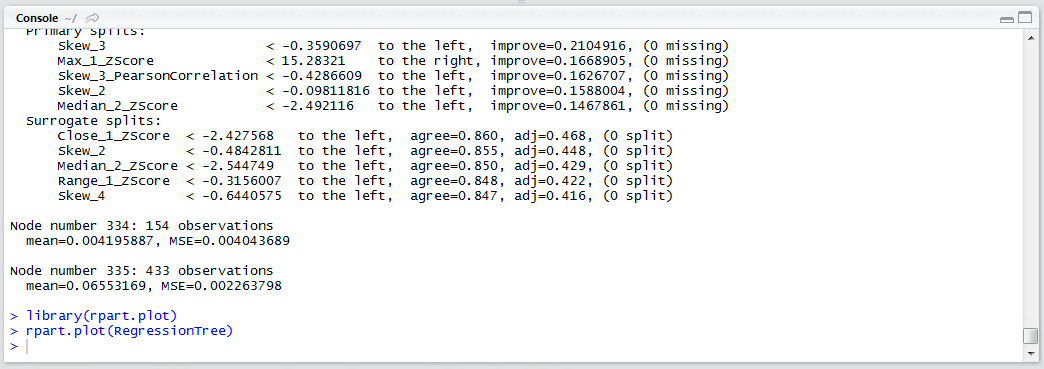 Console ~/
Primary splits:
Skew_3 < -0.3590697 to the left, improve=0.2104916, (0 missing)
Max_1_ZScore < 15.28321 to the right, improve=0.1668905, (0 missing)
Skew_3_PearsonCorrelation < -0.4286609 to the left, improve=0.1626707, (0 missing)
Skew_2 < -0.09811816 to the left, improve=0.1588004, (0 missing)
Median_2_ZScore < -2.492116 to the left, improve=0.1467861, (0 missing)
Surrogate splits:
Close_1_ZScore < -2.427568 to the left, agree=0.860, adj=0.468, (0 split)
Skew_2 < -0.4842811 to the left, agree=0.855, adj=0.448, (0 split)
Median_2_ZScore < -2.544749 to the left, agree=0.850, adj=0.429, (0 split)
Range_1_ZScore < -0.3156007 to the left, agree=0.848, adj=0.422, (0 split)
Skew_4 < -0.6440575 to the left, agree=0.847, adj=0.416, (0 split)
Node number 334: 154 observations
mean=0.004195887, MSE=0.004043689
Node number 335: 433 observations
mean=0.06553169, MSE=0.002263798
> library(rpart.plot)
> rpart.plot(RegressionTree)
>